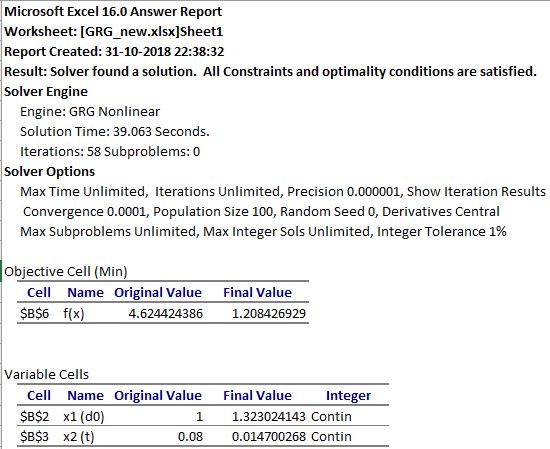 Microsoft Excel 16.0 Answer Report
Worksheet: [GRG_new.xlsx]Sheet1
Report Created: 31-10-2018 22:38:32
Result: Solver found a solution. All Constraints and optimality conditions are satisfied.
Solver Engine
Engine: GRG Nonlinear
Solution Time: 39.063 Seconds.
Iterations: 58 Subproblems: 0
Solver Options
Max Time Unlimited, Iterations Unlimited, Precision 0.000001, Show Iteration Results
Convergence 0.0001, Population Size 100, Random Seed 0, Derivatives Central
Max Subproblems Unlimited, Max Integer Sols Unlimited, Integer Tolerance 1%
Objective Cell (Min)
Cell Name Original Value Final Value
$B$6 f(x) 4.624424386 1.208426929
Variable Cells
Cell Name Original Value Final Value Integer
$B$2 x1 (d0) 1 1.323024143 Contin
$B$3 x2 (t) 0.08 0.014700268 Contin